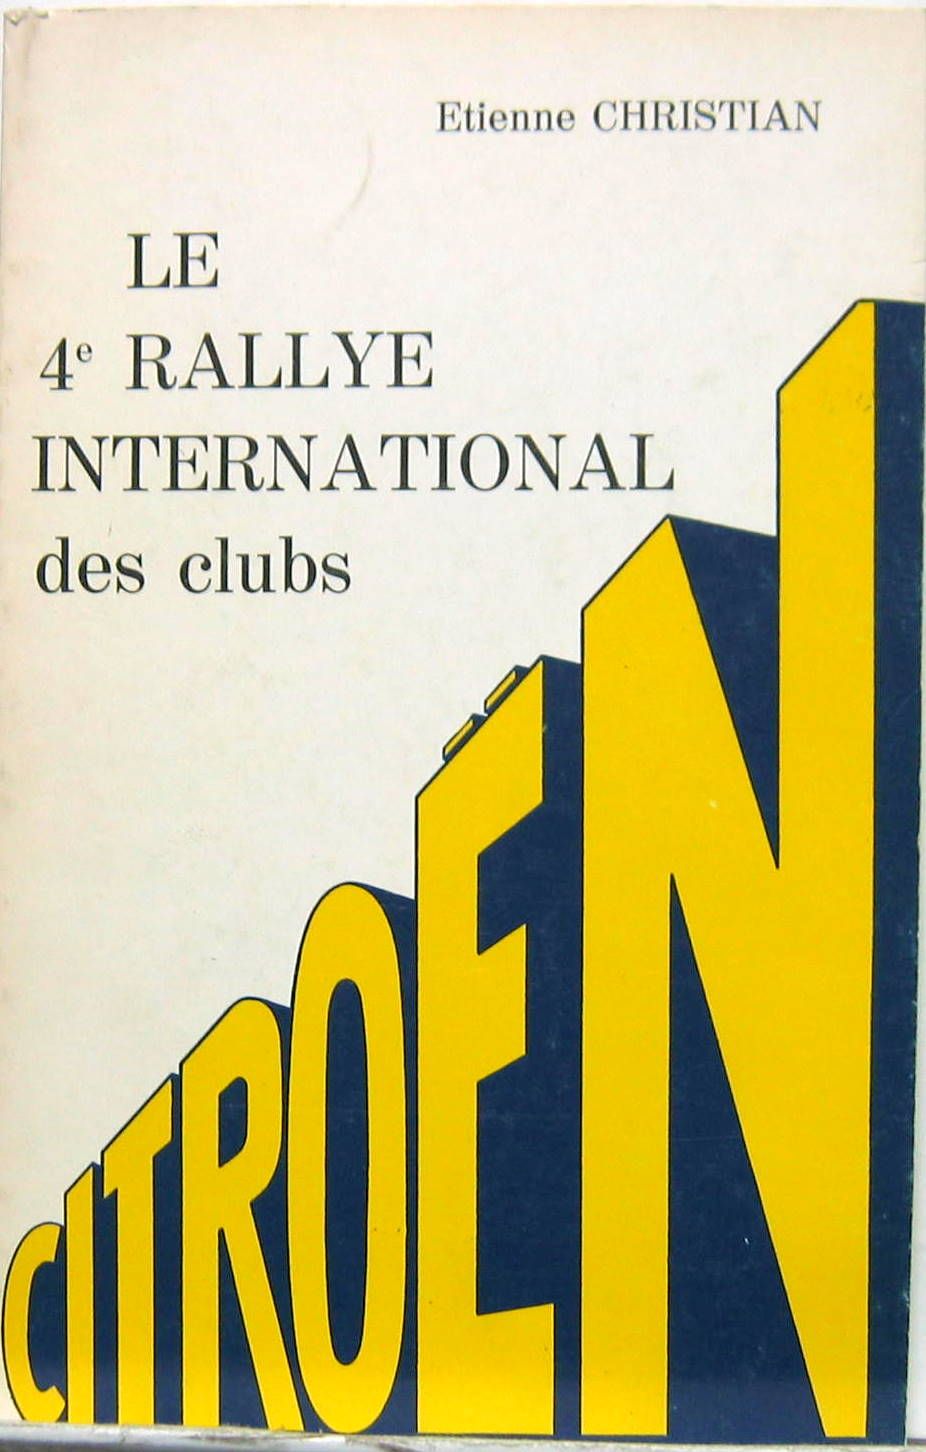 Etienne CHRISTIAN
LE
4e RALLYE
INTERNATIONAL
des clubs
CITROËN